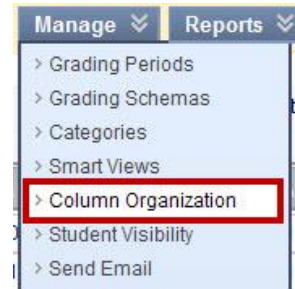 Manage Reports
> Grading Periods
> Grading Schemas
> Categories
> Smart Views
> Column Organization
> Student Visibility
> Send Email